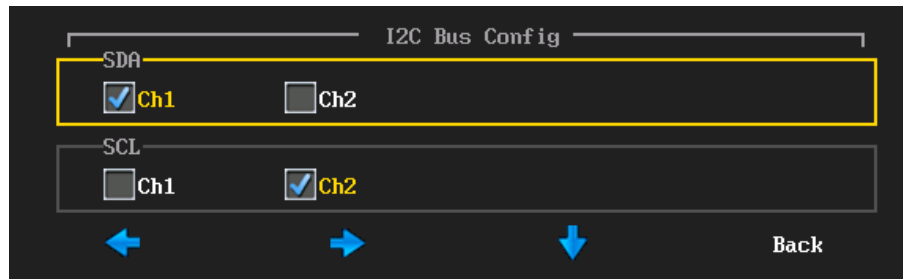 I2C Bus Config
SDA
Ch1 Ch2
SCL
Ch1 Ch2
Back